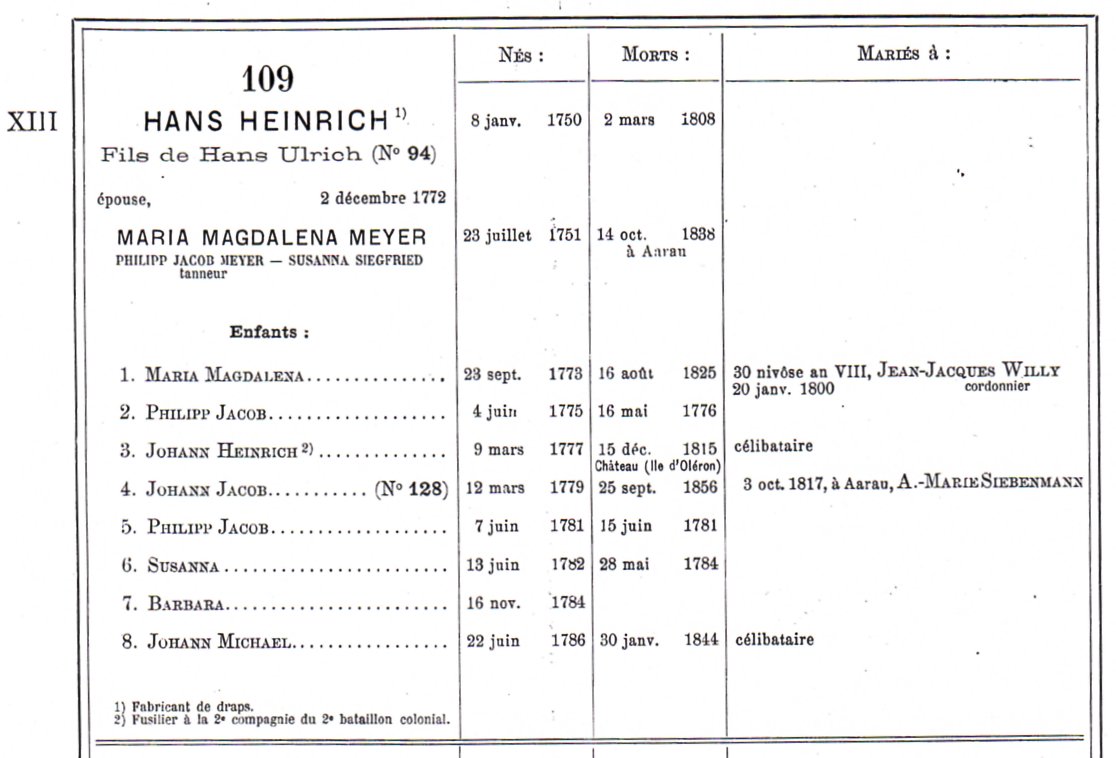 Nés : Morts : Mariés à :
109
XIII HANS HEINRICH 1) 8 janv. 1750 2 mars 1808
Fils de Hans Ulrich (No 94)
épouse, 2 décembre 1772
MARIA MAGDALENA MEYER 23 juillet 1751 14 oct. 1838
PHILIPP JACOB MEYER — SUSANNA SIEGFRIED à Aarau
tanneur
Enfants :
1. Maria Magdalena............... 23 sept. 1773 16 août 1825 30 nivôse an VIII, Jean-Jacques Willy
20 janv. 1800 cordonnier
2. Philipp Jacob.................. 4 juin 1775 16 mai 1776
3. Johann Heinrich 2) ............. 9 mars 1777 15 déc. 1815 célibataire
Château (Ile d'Oléron)
4. Johann Jacob........... (No 128) 12 mars 1779 25 sept. 1856 3 oct. 1817, à Aarau, A.-Marie Siebenmann
5. Philipp Jacob.................. 7 juin 1781 15 juin 1781
6. Susanna....................... 13 juin 1782 28 mai 1784
7. Barbara....................... 16 nov. 1784
8. Johann Michael................ 22 juin 1786 30 janv. 1844 célibataire
1) Fabricant de draps.
2) Fusilier à la 2e compagnie du 2e bataillon colonial.